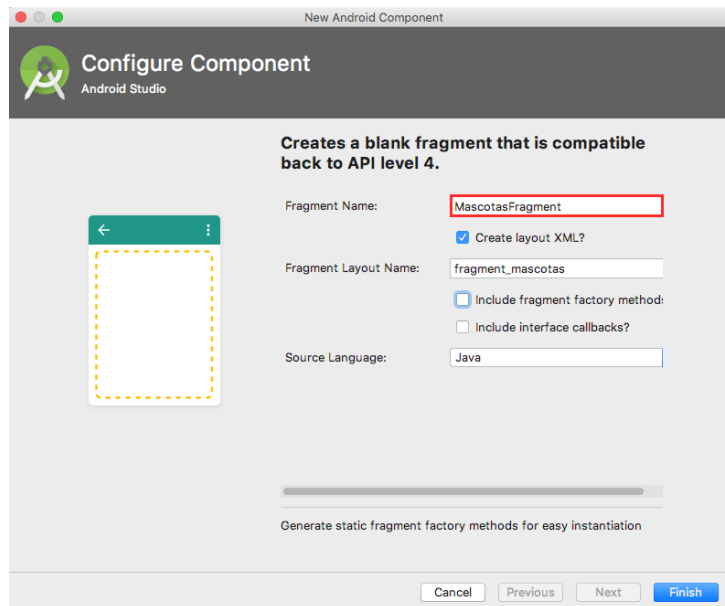 New Android Component
Configure Component
Android Studio
Creates a blank fragment that is compatible
back to API level 4.
Fragment Name:
MascotasFragment
Create layout XML?
Fragment Layout Name:
fragment_mascotas
Include fragment factory method
Include interface callbacks?
Source Language:
Java
Generate static fragment factory methods for easy instantiation
Cancel
Previous
Next
Finish